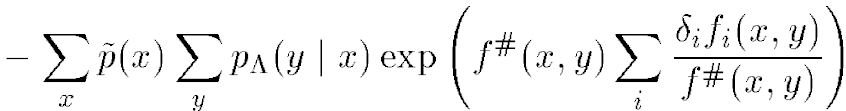 $- \sum_{x} \tilde{p}(x) \sum_{y} p_{\Lambda}(y \mid x) \exp \left( f^{\#}(x, y) \sum_{i} \frac{\delta_i f_i(x, y)}{f^{\#}(x, y)} \right)$